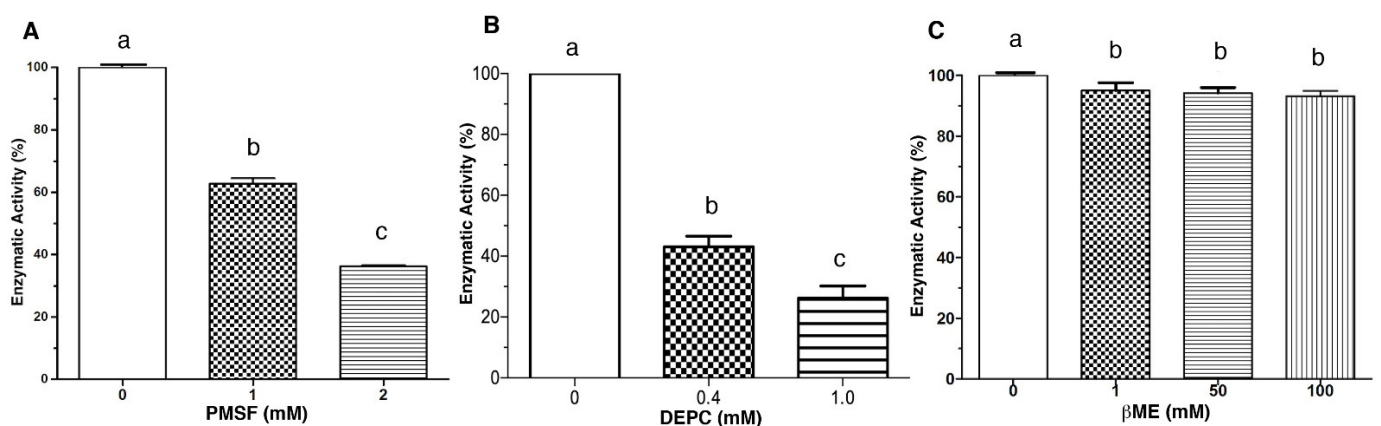 A
a
b
c
100
80
60
40
20
0
Enzymatic Activity (%)
0 1 2
PMSF (mM)
B
a
b
c
100
80
60
40
20
0
Enzymatic Activity (%)
0 0.4 1.0
DEPC (mM)
C
a b b b
100
80
60
40
20
0
Enzymatic Activity (%)
0 1 50 100
βME (mM)